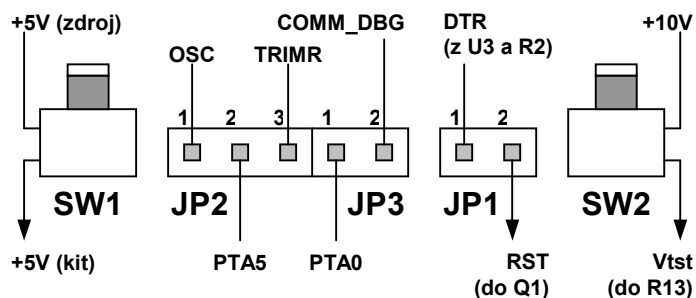 +5V (zdroj)
COMM_DBG
DTR
+10V
OSC
TRIMR
(z U3 a R2)
1
2
3
1
2
1
2
SW1
JP2
JP3
JP1
SW2
+5V (kit)
PTA5
PTA0
RST
Vtst
(do Q1)
(do R13)